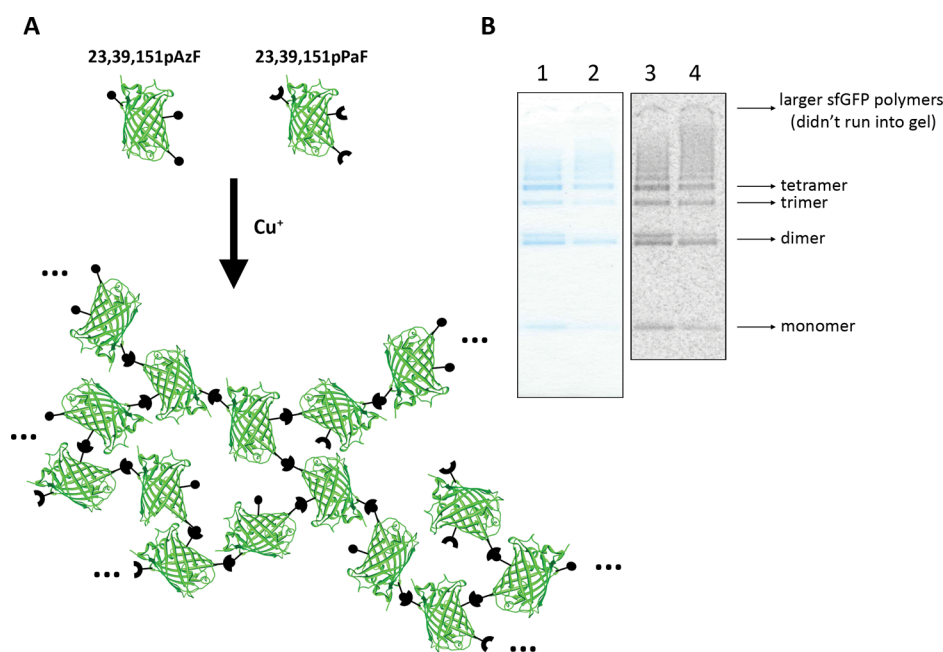 A
23,39,151pAzF
23,39,151pPaF
Cu⁺
B
1 2 3 4
larger sfGFP polymers
(didn't run into gel)
tetramer
trimer
dimer
monomer